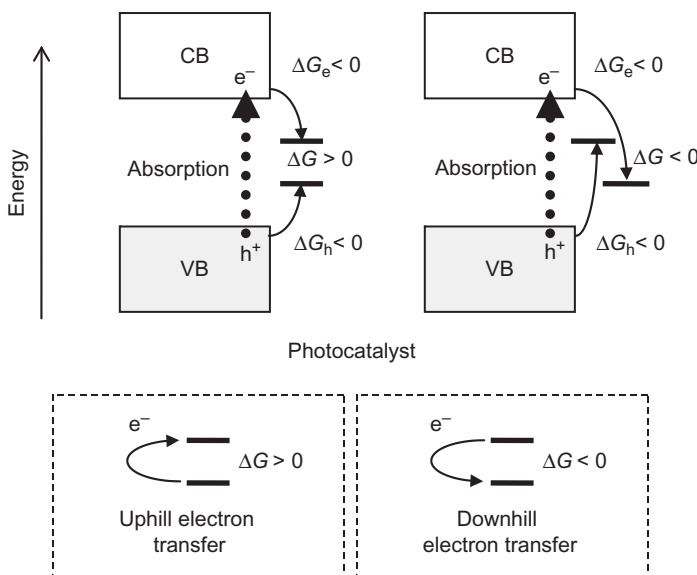 Energy
CB
e⁻
ΔGe < 0
Absorption
ΔG > 0
h⁺
ΔGh < 0
VB
CB
e⁻
ΔGe < 0
Absorption
ΔG < 0
h⁺
ΔGh < 0
VB
Photocatalyst
e⁻
ΔG > 0
Uphill electron
transfer
e⁻
ΔG < 0
Downhill
electron transfer